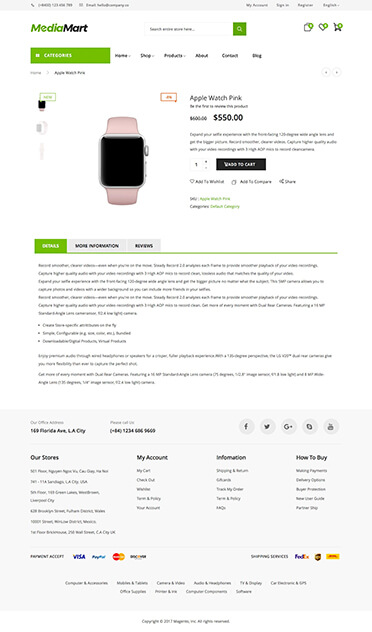 (+8400) 123 456 789 Email: hello@company.co My Account Sign in Register English
MediaMart
Search entire store here...
CATEGORIES Home Shop Products About Contact Blog
Home Apple Watch Pink
NEW
Apple Watch Pink
Be the first to review this product
$600.00 $550.00
Expand your selfie experience with the front-facing 120-degree wide angle lens and
get the bigger picture. Record smoother, clearer videos. Capture higher quality audio
with your video recordings with 3 High AOP mics to record clearcamera.
1 ADD TO CART
Add To Wishlist Add To Compare Share
SKU : Apple Watch Pink
Categories: Default Category
DETAILS MORE INFORMATION REVIEWS
Record smoother, clearer videos—even when you're on the move. Steady Record 2.0 analyzes each frame to provide smoother playback of your video recordings.
Capture higher quality audio with your video recordings with 3 High AOP mics to record clean, lossless audio that matches the quality of your video.
Expand your selfie experience with the front-facing 120-degree wide angle lens and get the bigger picture no matter what the subject. This 5MP camera allows you to
capture photos and videos with a wider background so you can include more friends in your selfies.
Record smoother, clearer videos—even when you're on the move. Steady Record 2.0 analyzes each frame to provide smoother playback of your video recordings.
Capture higher quality audio with your video recordings with 3 High AOP mics to record clean. Get more of every moment with Dual Rear Cameras. Featuring a 16 MP
Standard-Angle Lens
Create Store-specific attributes on the fly
Simple, Configurable (e.g. size, color, etc.), Bundled
Downloadable/Digital Products, Virtual Products
Enjoy premium audio through wired headphones or speakers for a crisper, fuller playback experience.With a 120-degree perspective, the LG X5® dual rear cameras give
you more flexibility than ever to capture the perfect shot.
Get more of every moment with Dual Rear Cameras. Featuring a 16 MP Standard-Angle Lens camera (75 degrees, 1/2.8" image sensor, f/1.8 low light) and 8 MP Wide-
Angle Lens (135 degrees, 1/4" image sensor, f/2.4 low light) camera.
Our Office Address Please call us:
169 Florida Ave, L.A City (+84) 1234 606 9669
Our Stores My Account Infomation How To Buy
501 Floor, Nguyen Ngoc Vu, Cau Giay, Ha Noi My Cart Shipping & Return Making Payments
741 - 11A Sandiago, L.A City, USA Check Out Giftcards Delivery Options
5th Floor, 105 Green Lakes, WestBrown, Wishlist Track My Order Buyer Protection
Liverpool City Term & Policy Term & Policy New User Guide
628 Brooklyn Street, Fulham District, Wales Your Account FAQs Partner Ship
10001 Street, WinLow District, Mexico.
1st Floor Brickhouse, 256 Wall Street, C.A City UK
PAYMENT ACCEPT VISA PayPal DISCOVER SHIPPING SERVICES FedEx DHL
Computer & Accessories Mobiles & Tablets Camera & Video Audio & Headphones TV & Display Car Electronic & GPS
Office Supplies Printer & Ink Computer Components Software
Copyright © 2017 Magento, Inc. All rights reserved.